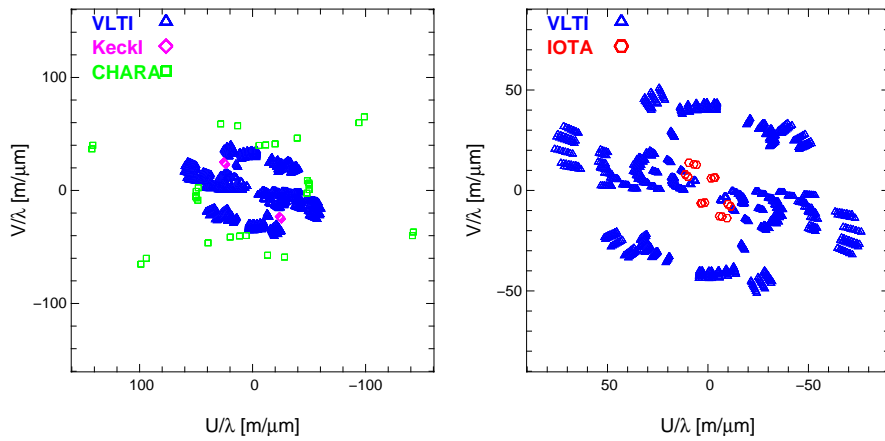 VLTI
KeckI
CHARA
100
0
−100
V/λ [m/μm]
100
0
−100
U/λ [m/μm]
VLTI
IOTA
50
0
−50
V/λ [m/μm]
50
0
−50
U/λ [m/μm]